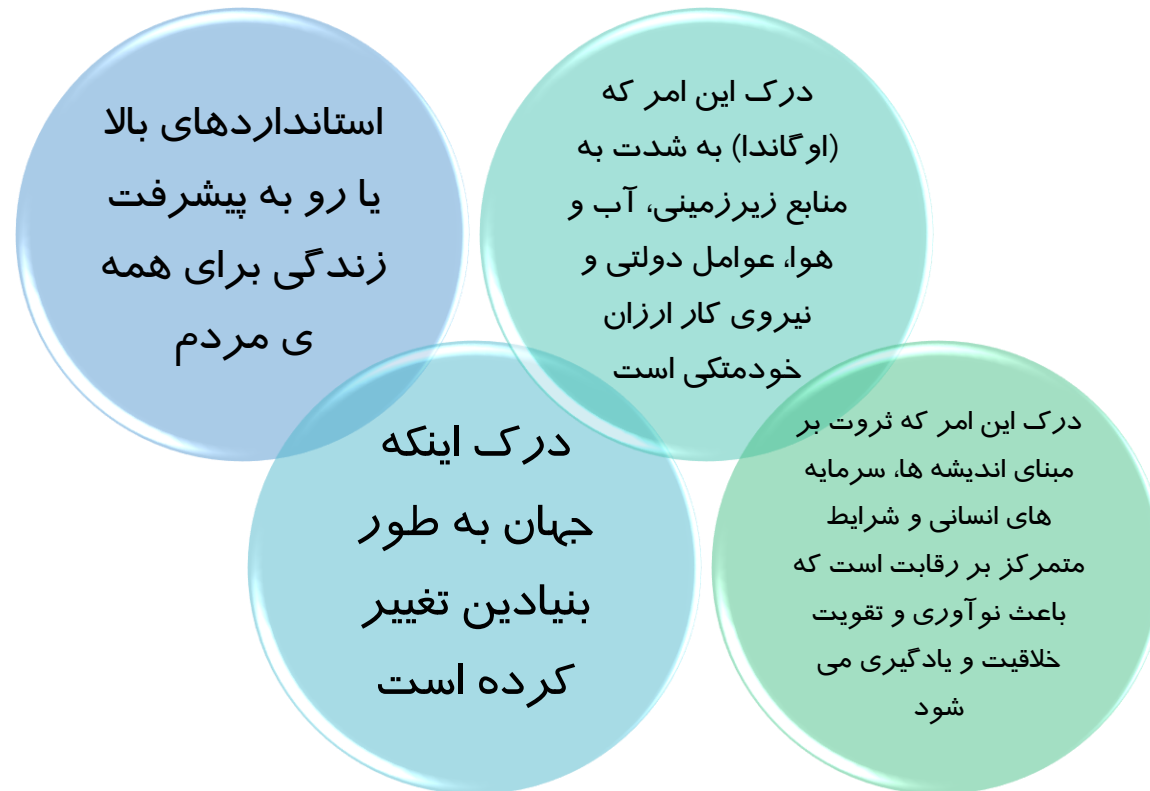 استانداردهای بالا
یا رو به پیشرفت
زندگی برای همه
ی مردم
درک این امر که
(اوگاندا) به شدت به
منابع زیرزمینی، آب و
هوا، عوامل دولتی و
نیروی کار ارزان
خودمتکی است
درک اینکه
جهان به طور
بنیادین تغییر
کرده است
درک این امر که ثروت بر
مبنای اندیشه ها، سرمایه
های انسانی و شرایط
متمرکز بر رقابت است که
باعث نوآوری و تقویت
خلاقیت و یادگیری می
شود